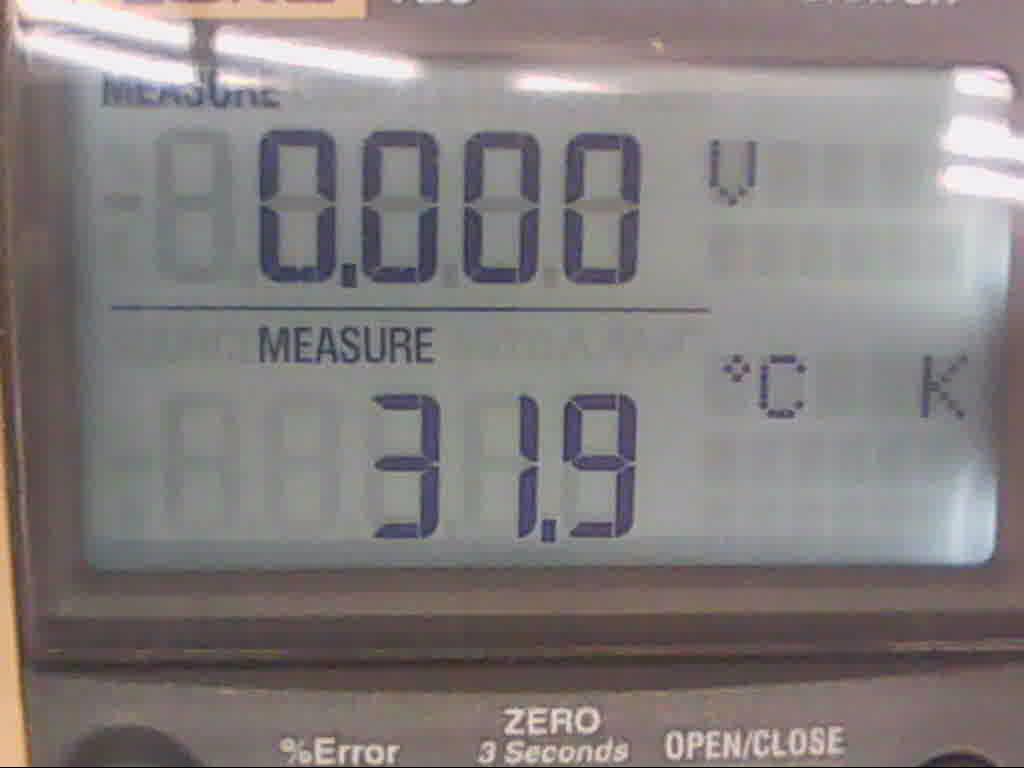 MEASURE
0.000 V
MEASURE
31.9 °C K
%Error
ZERO
3 Seconds
OPEN/CLOSE